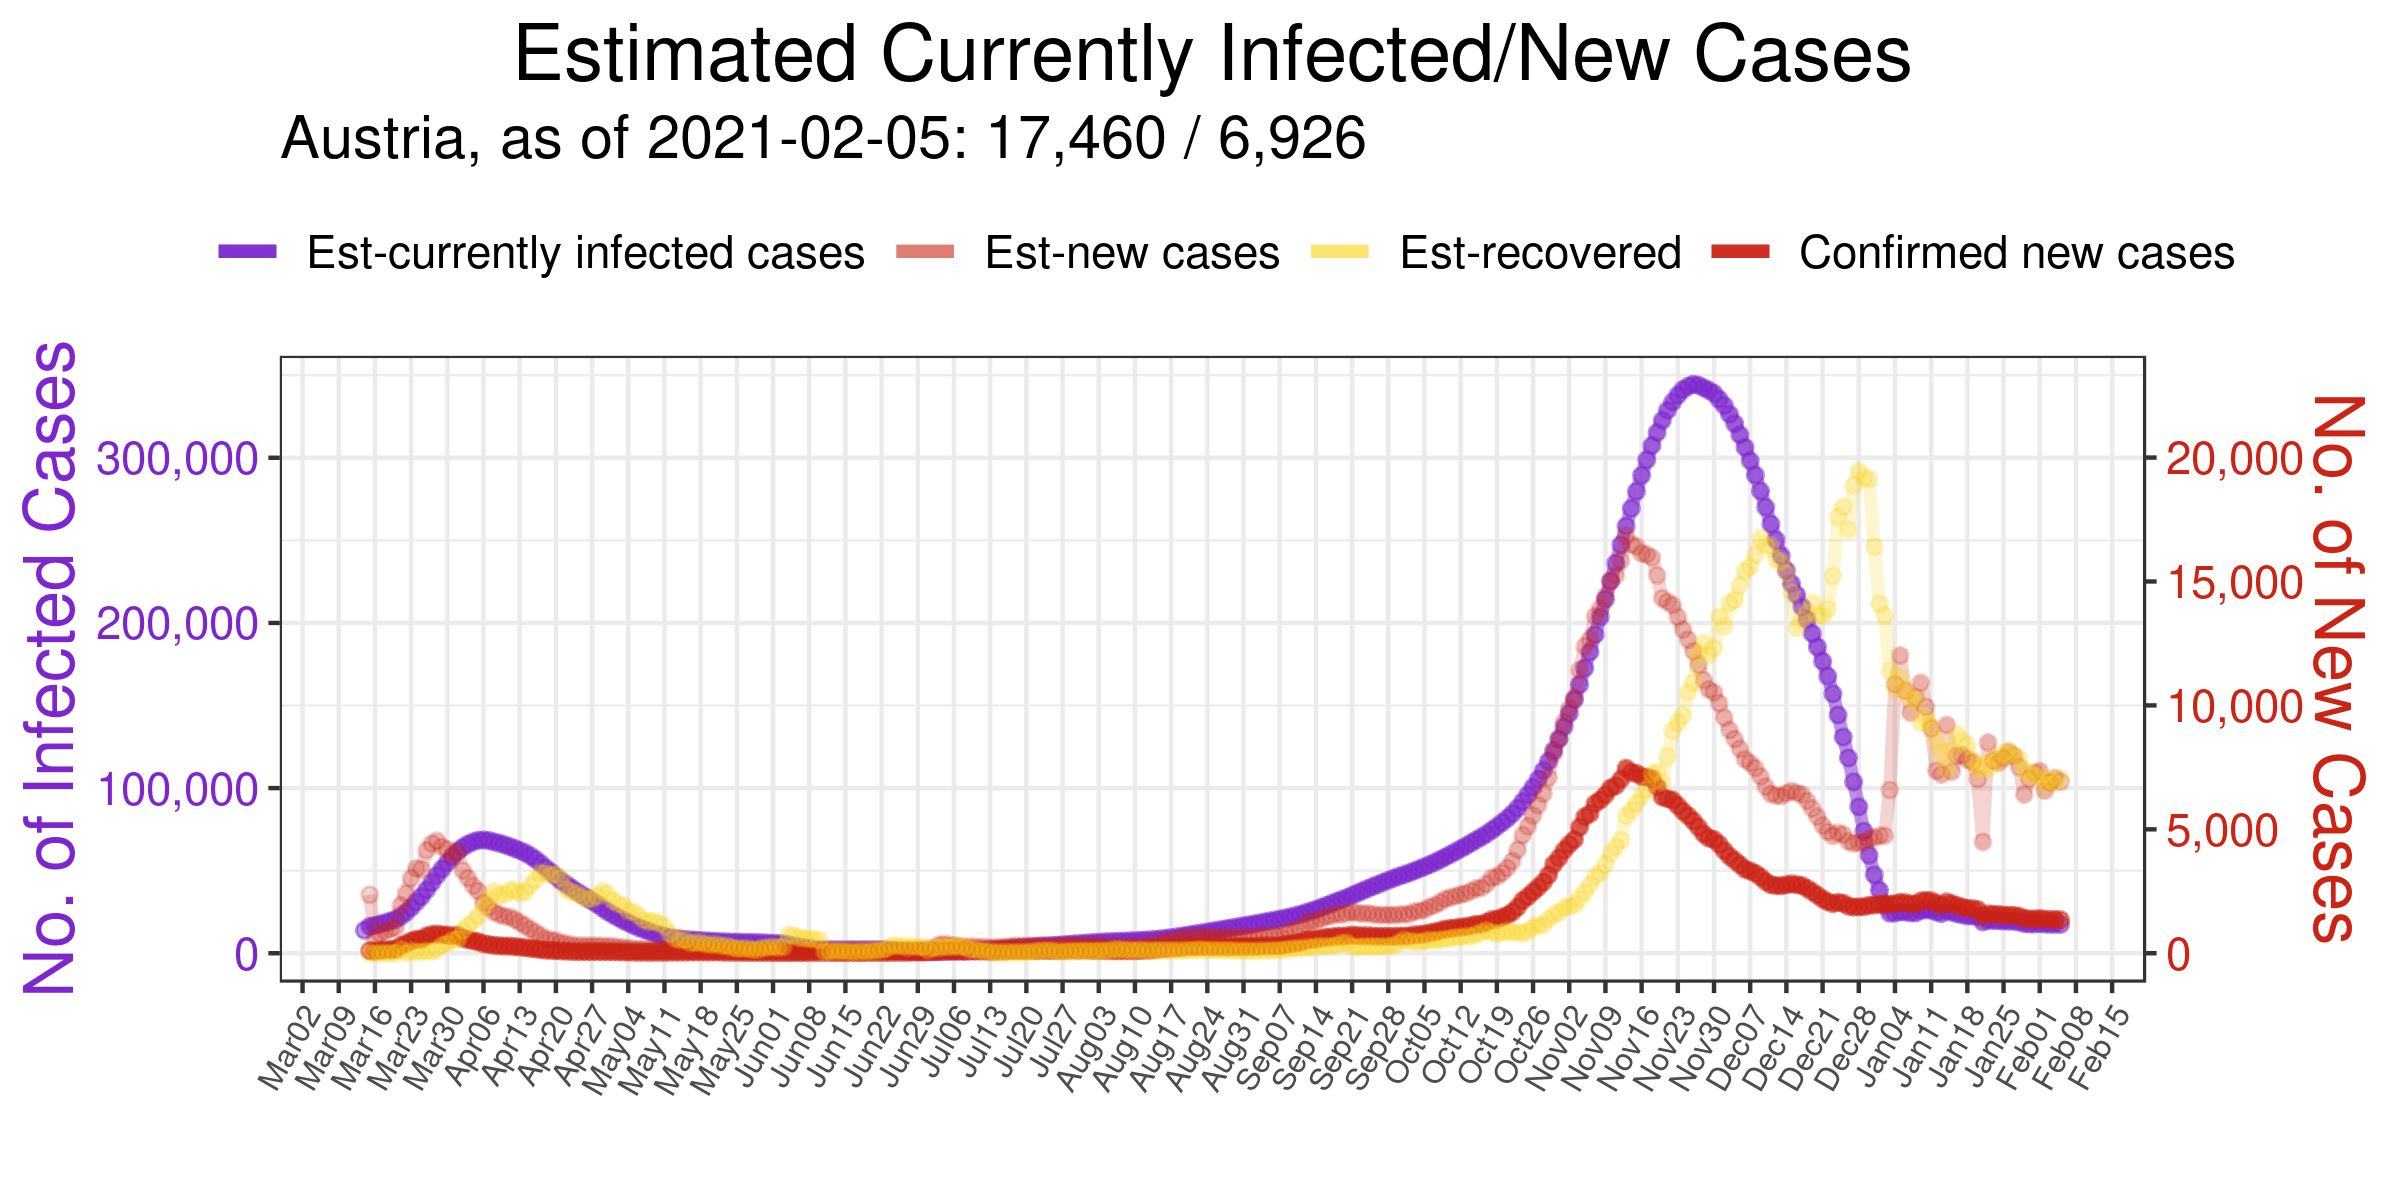 Estimated Currently Infected/New Cases
Austria, as of 2021-02-05: 17,460 / 6,926
Est-currently infected cases Est-new cases Est-recovered Confirmed new cases
No. of Infected Cases
300,000
200,000
100,000
0
20,000
15,000
10,000
5,000
0
No. of New Cases
Mar02 Mar09 Mar16 Mar23 Mar30 Apr06 Apr13 Apr20 Apr27 May04 May11 May18 May25 Jun01 Jun08 Jun15 Jun22 Jun29 Jul06 Jul13 Jul20 Jul27 Aug03 Aug10 Aug17 Aug24 Aug31 Sep07 Sep14 Sep21 Sep28 Oct05 Oct12 Oct19 Oct26 Nov02 Nov09 Nov16 Nov23 Nov30 Dec07 Dec14 Dec21 Dec28 Jan04 Jan11 Jan18 Jan25 Feb01 Feb08 Feb15